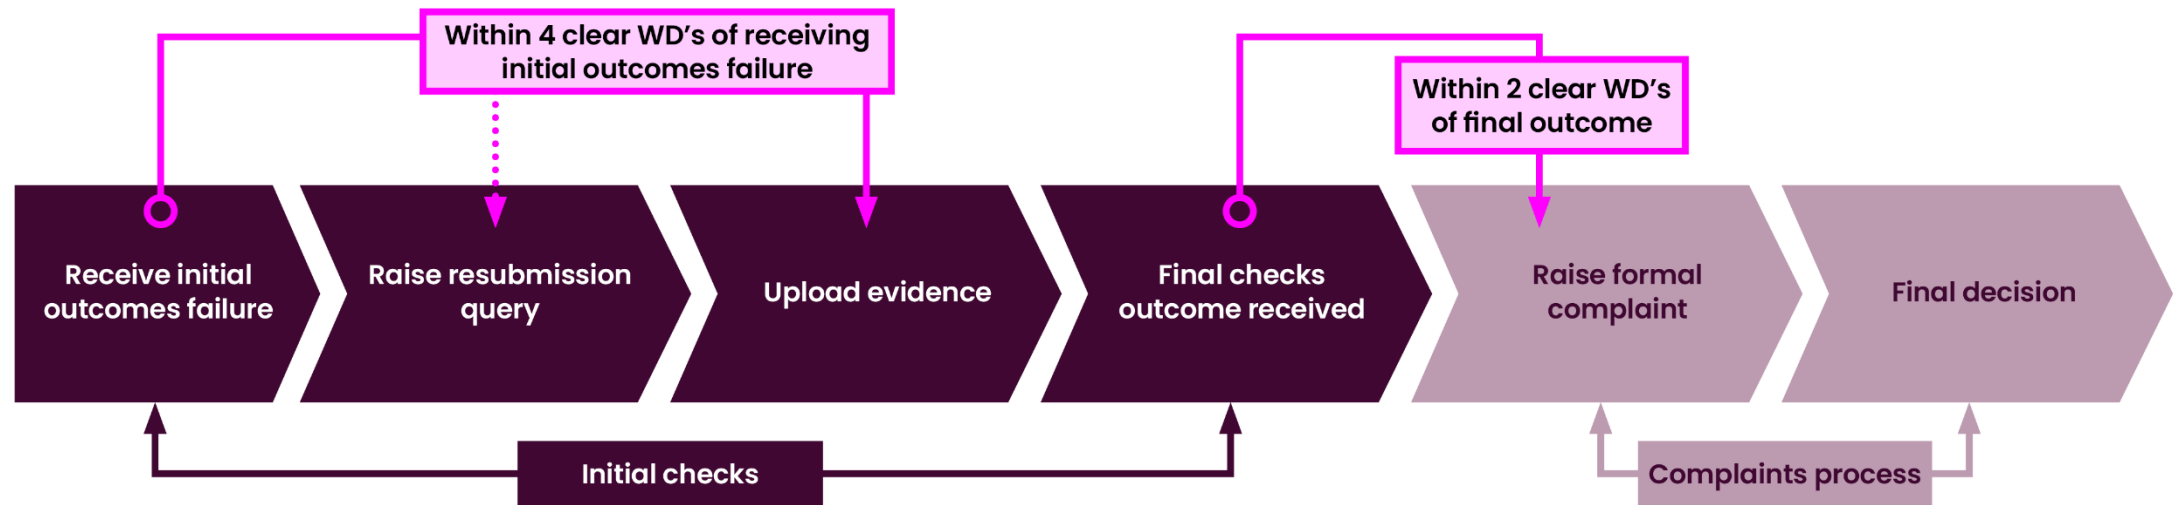 Within 4 clear WD’s of receiving
initial outcomes failure
Within 2 clear WD’s
of final outcome
Receive initial
outcomes failure
Raise resubmission
query
Upload evidence
Final checks
outcome received
Raise formal
complaint
Final decision
Initial checks
Complaints process